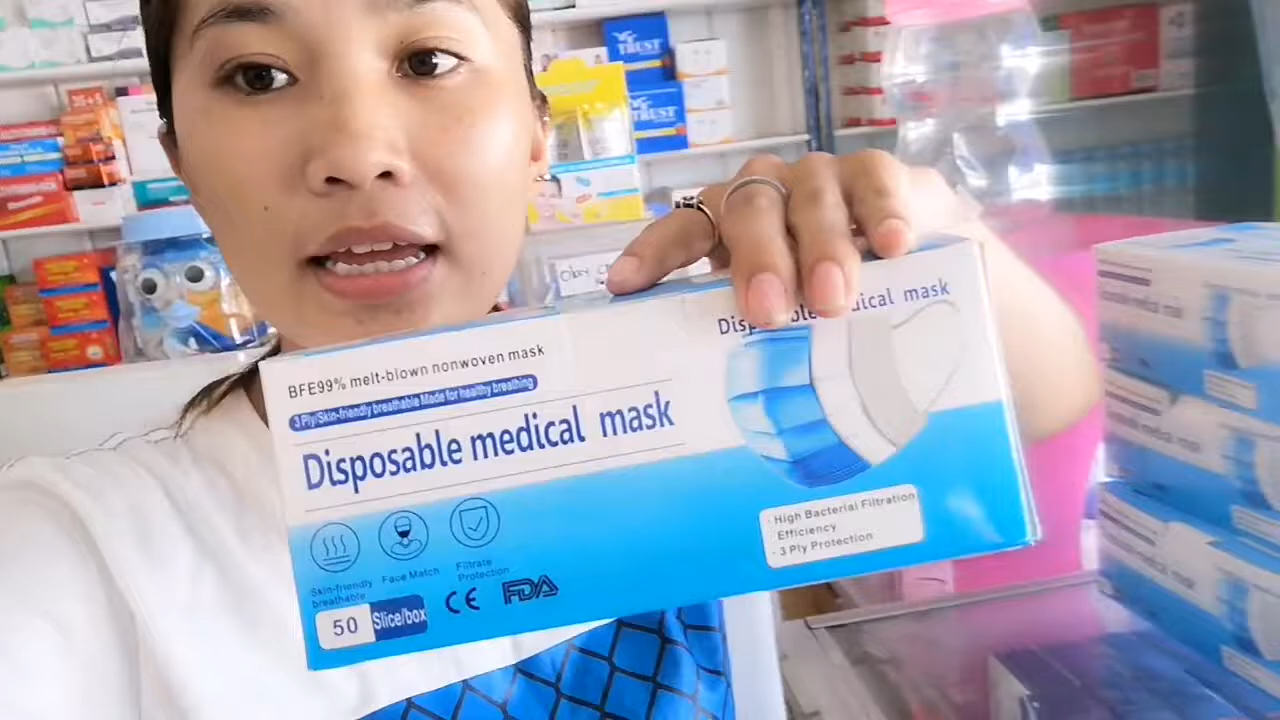 TRUST
TRUST
BFE99% melt-blown nonwoven mask
3 Ply/Skin-friendly breathable Made for healthy breathing
Disposable medical mask
Skin-friendly
breathable
Face Match
Filtrate
Protection
50 Slice/box
CE FDA
mask
· High Bacterial Filtration
Efficiency
· 3 Ply Protection